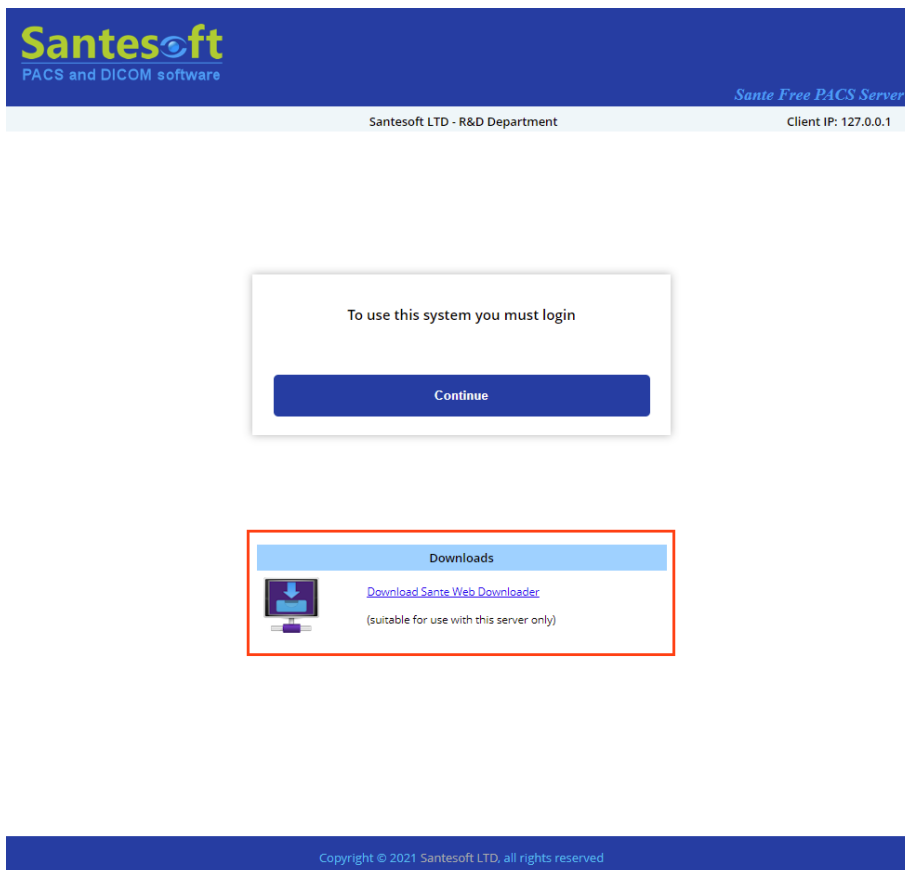 Santesoft
PACS and DICOM software
Sante Free PACS Server
Santesoft LTD - R&D Department
Client IP: 127.0.0.1
To use this system you must login
Continue
Downloads
Download Sante Web Downloader
(suitable for use with this server only)
Copyright © 2021 Santesoft LTD, all rights reserved